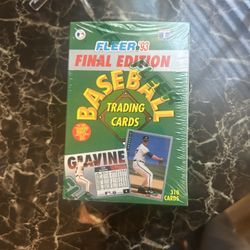 FLEER '93
FINAL EDITION
BASEBALL
TRADING
CARDS
GLAVINE
310
CARDS